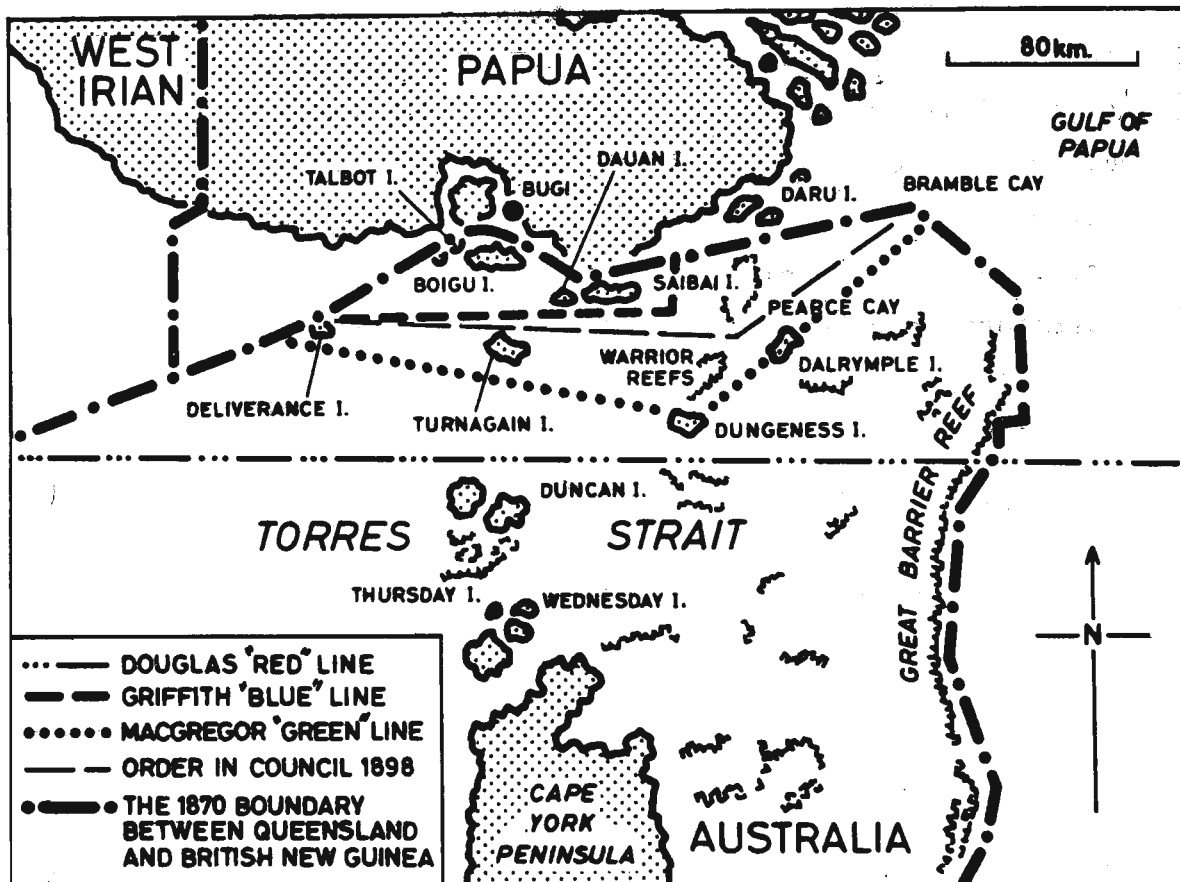 WEST
IRIAN
PAPUA
80km.
GULF OF
PAPUA
TALBOT I.
BUGI
DAUAN I.
DARU I.
BRAMBLE CAY
BOIGU I.
SAIBAI I.
PEARCE CAY
WARRIOR
REEFS
DALRYMPLE I.
DELIVERANCE I.
TURNAGAIN I.
DUNGENESS I.
GREAT BARRIER REEF
DUNCAN I.
TORRES STRAIT
THURSDAY I.
WEDNESDAY I.
N
DOUGLAS "RED" LINE
GRIFFITH "BLUE" LINE
MACGREGOR "GREEN" LINE
ORDER IN COUNCIL 1898
THE 1870 BOUNDARY
BETWEEN QUEENSLAND
AND BRITISH NEW GUINEA
CAPE
YORK
PENINSULA
AUSTRALIA